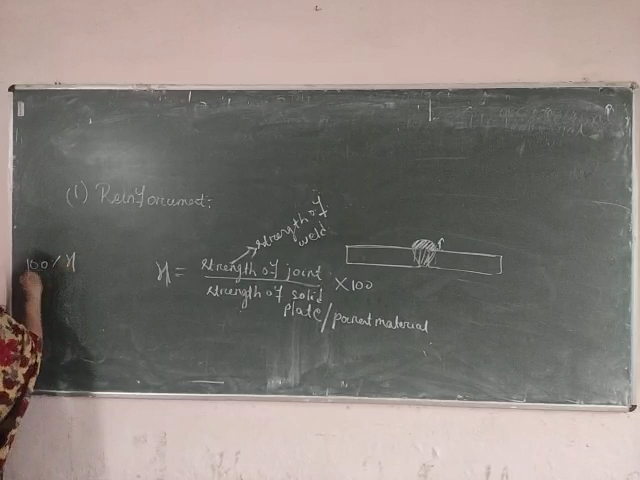 (1) Reinforcement:
strength of
weld
100% η
η = strength of joint
strength of solid
× 100
plate/parent material